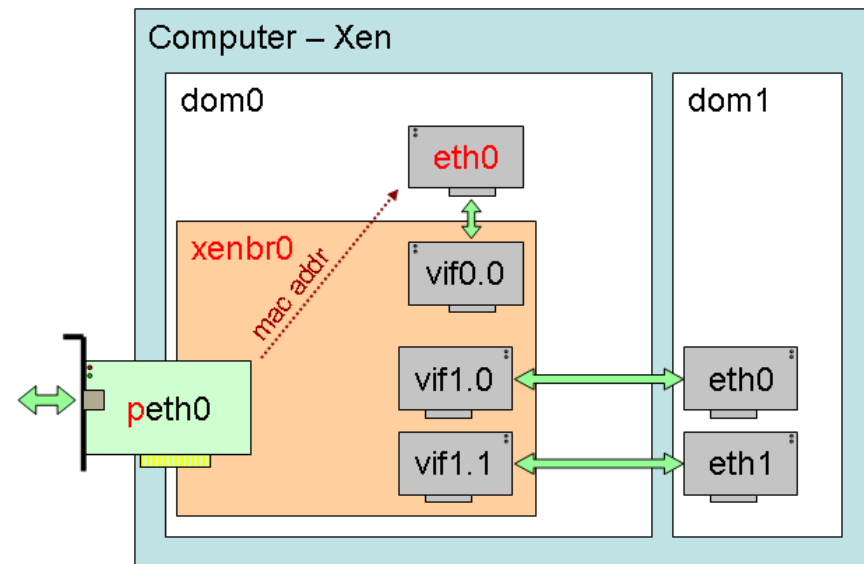 Computer – Xen
dom0
dom1
eth0
xenbr0
mac addr
vif0.0
peth0
vif1.0
eth0
vif1.1
eth1